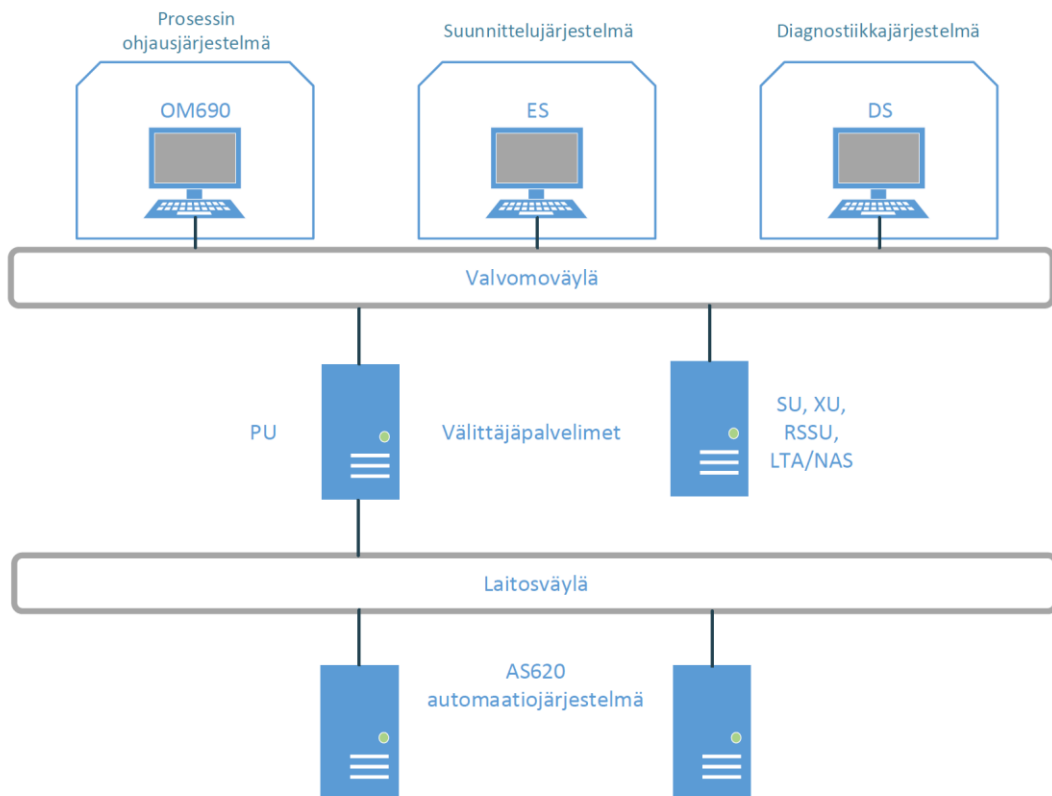 Prosessin
ohjausjärjestelmä
Suunnittelujärjestelmä
Diagnostiikkajärjestelmä
OM690
ES
DS
Valvomoväylä
PU
Välittäjäpalvelimet
SU, XU,
RSSU,
LTA/NAS
Laitosväylä
AS620
automaatiojärjestelmä